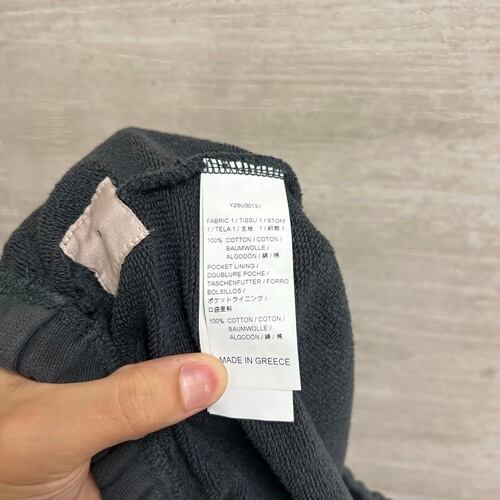 YZ6U3013-I
FABRIC 1 / TISSU 1 / STOFF
1 / TELA 1 / 生地 1 / 织物 1
100% COTTON / COTON /
BAUMWOLLE /
ALGODÓN / 綿 / 棉
POCKET LINING /
DOUBLURE POCHE /
TASCHENFUTTER / FORRO
BOLSILLOS /
ポケットライニング /
口袋里料
100% COTTON / COTON /
BAUMWOLLE /
ALGODÓN / 綿 / 棉
MADE IN GREECE